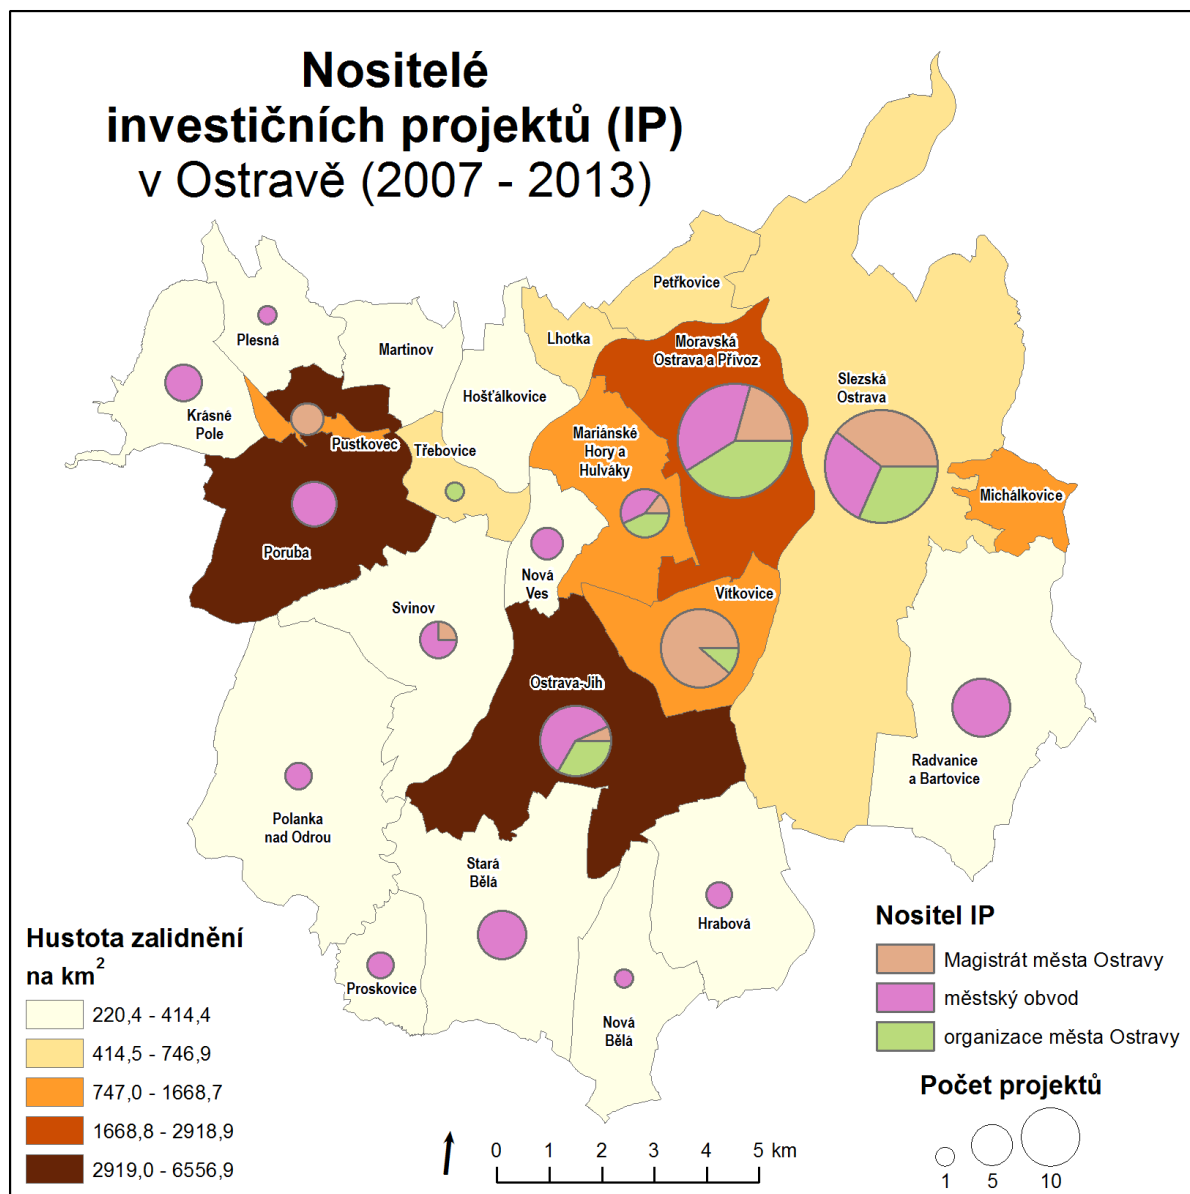 Nositelé
investičních projektů (IP)
v Ostravě (2007 - 2013)
Petřkovice
Plesná
Martinov
Lhotka
Moravská
Ostrava a Přívoz
Slezská
Ostrava
Hošťálkovice
Krásné
Pole
Pustkovec
Třebovice
Mariánské
Hory a
Hulváky
Michálkovice
Poruba
Nová
Ves
Vítkovice
Svinov
Ostrava-Jih
Radvanice
a Bartovice
Polanka
nad Odrou
Stará
Bělá
Hrabová
Proskovice
Nová
Bělá
Hustota zalidnění
na km2
220,4 - 414,4
414,5 - 746,9
747,0 - 1668,7
1668,8 - 2918,9
2919,0 - 6556,9
0 1 2 3 4 5 km
Nositel IP
Magistrát města Ostravy
městský obvod
organizace města Ostravy
Počet projektů
1 5 10